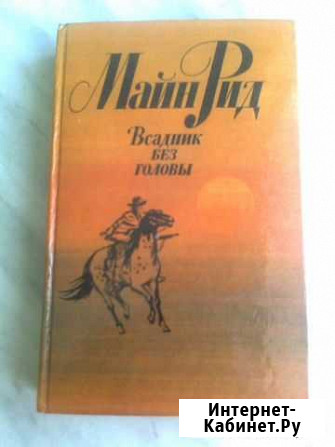 Майн Рид
Всадник
без
головы
Интернет-
Кабинет.Ру